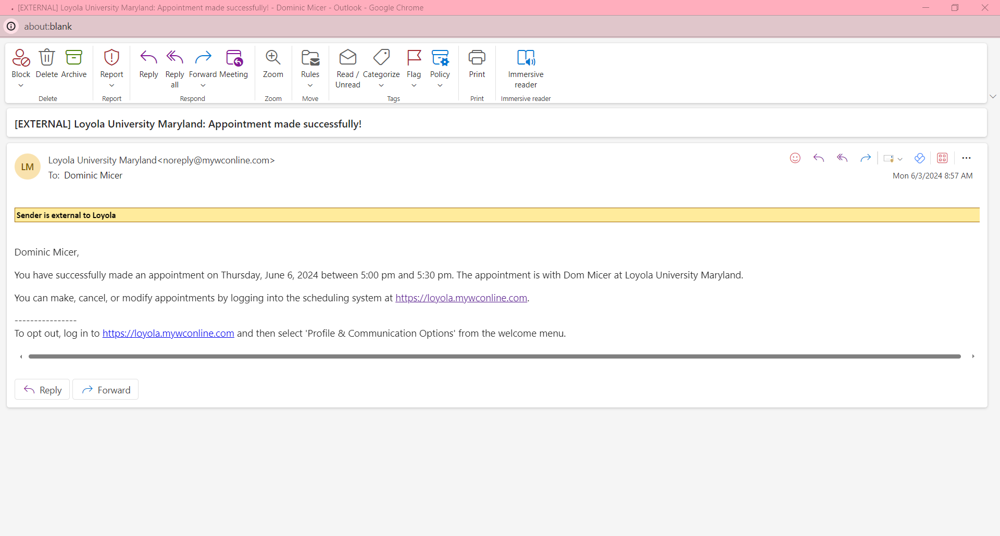 [EXTERNAL] Loyola University Maryland: Appointment made successfully! - Dominic Micer - Outlook - Google Chrome
about:blank
Block Delete Archive Report Reply Reply all Forward Meeting Zoom Rules Read / Unread Categorize Flag Policy Print Immersive reader
Delete Report Respond Zoom Move Tags Print Immersive reader
[EXTERNAL] Loyola University Maryland: Appointment made successfully!
LM
Loyola University Maryland<noreply@mywconline.com>
To: Dominic Micer
Mon 6/3/2024 8:57 AM
Sender is external to Loyola
Dominic Micer,
You have successfully made an appointment on Thursday, June 6, 2024 between 5:00 pm and 5:30 pm. The appointment is with Dom Micer at Loyola University Maryland.
You can make, cancel, or modify appointments by logging into the scheduling system at https://loyola.mywconline.com.
----------------
To opt out, log in to https://loyola.mywconline.com and then select 'Profile & Communication Options' from the welcome menu.
Reply Forward